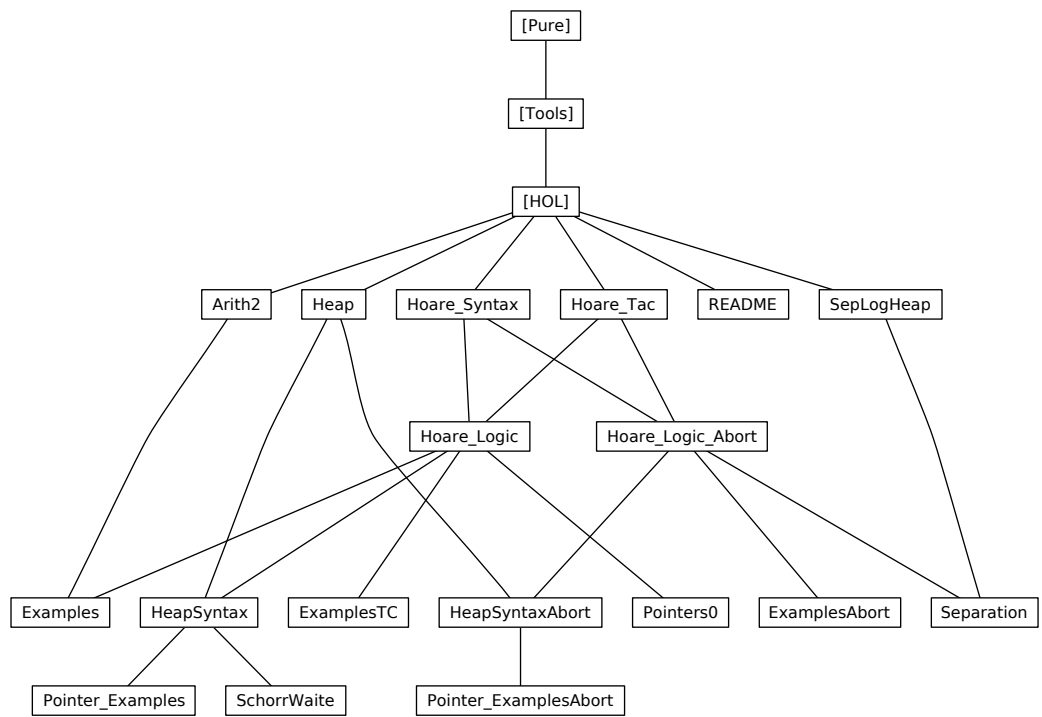 [Pure]
[Tools]
[HOL]
Arith2
Heap
Hoare_Syntax
Hoare_Tac
README
SepLogHeap
Hoare_Logic
Hoare_Logic_Abort
Examples
HeapSyntax
ExamplesTC
HeapSyntaxAbort
Pointers0
ExamplesAbort
Separation
Pointer_Examples
SchorrWaite
Pointer_ExamplesAbort